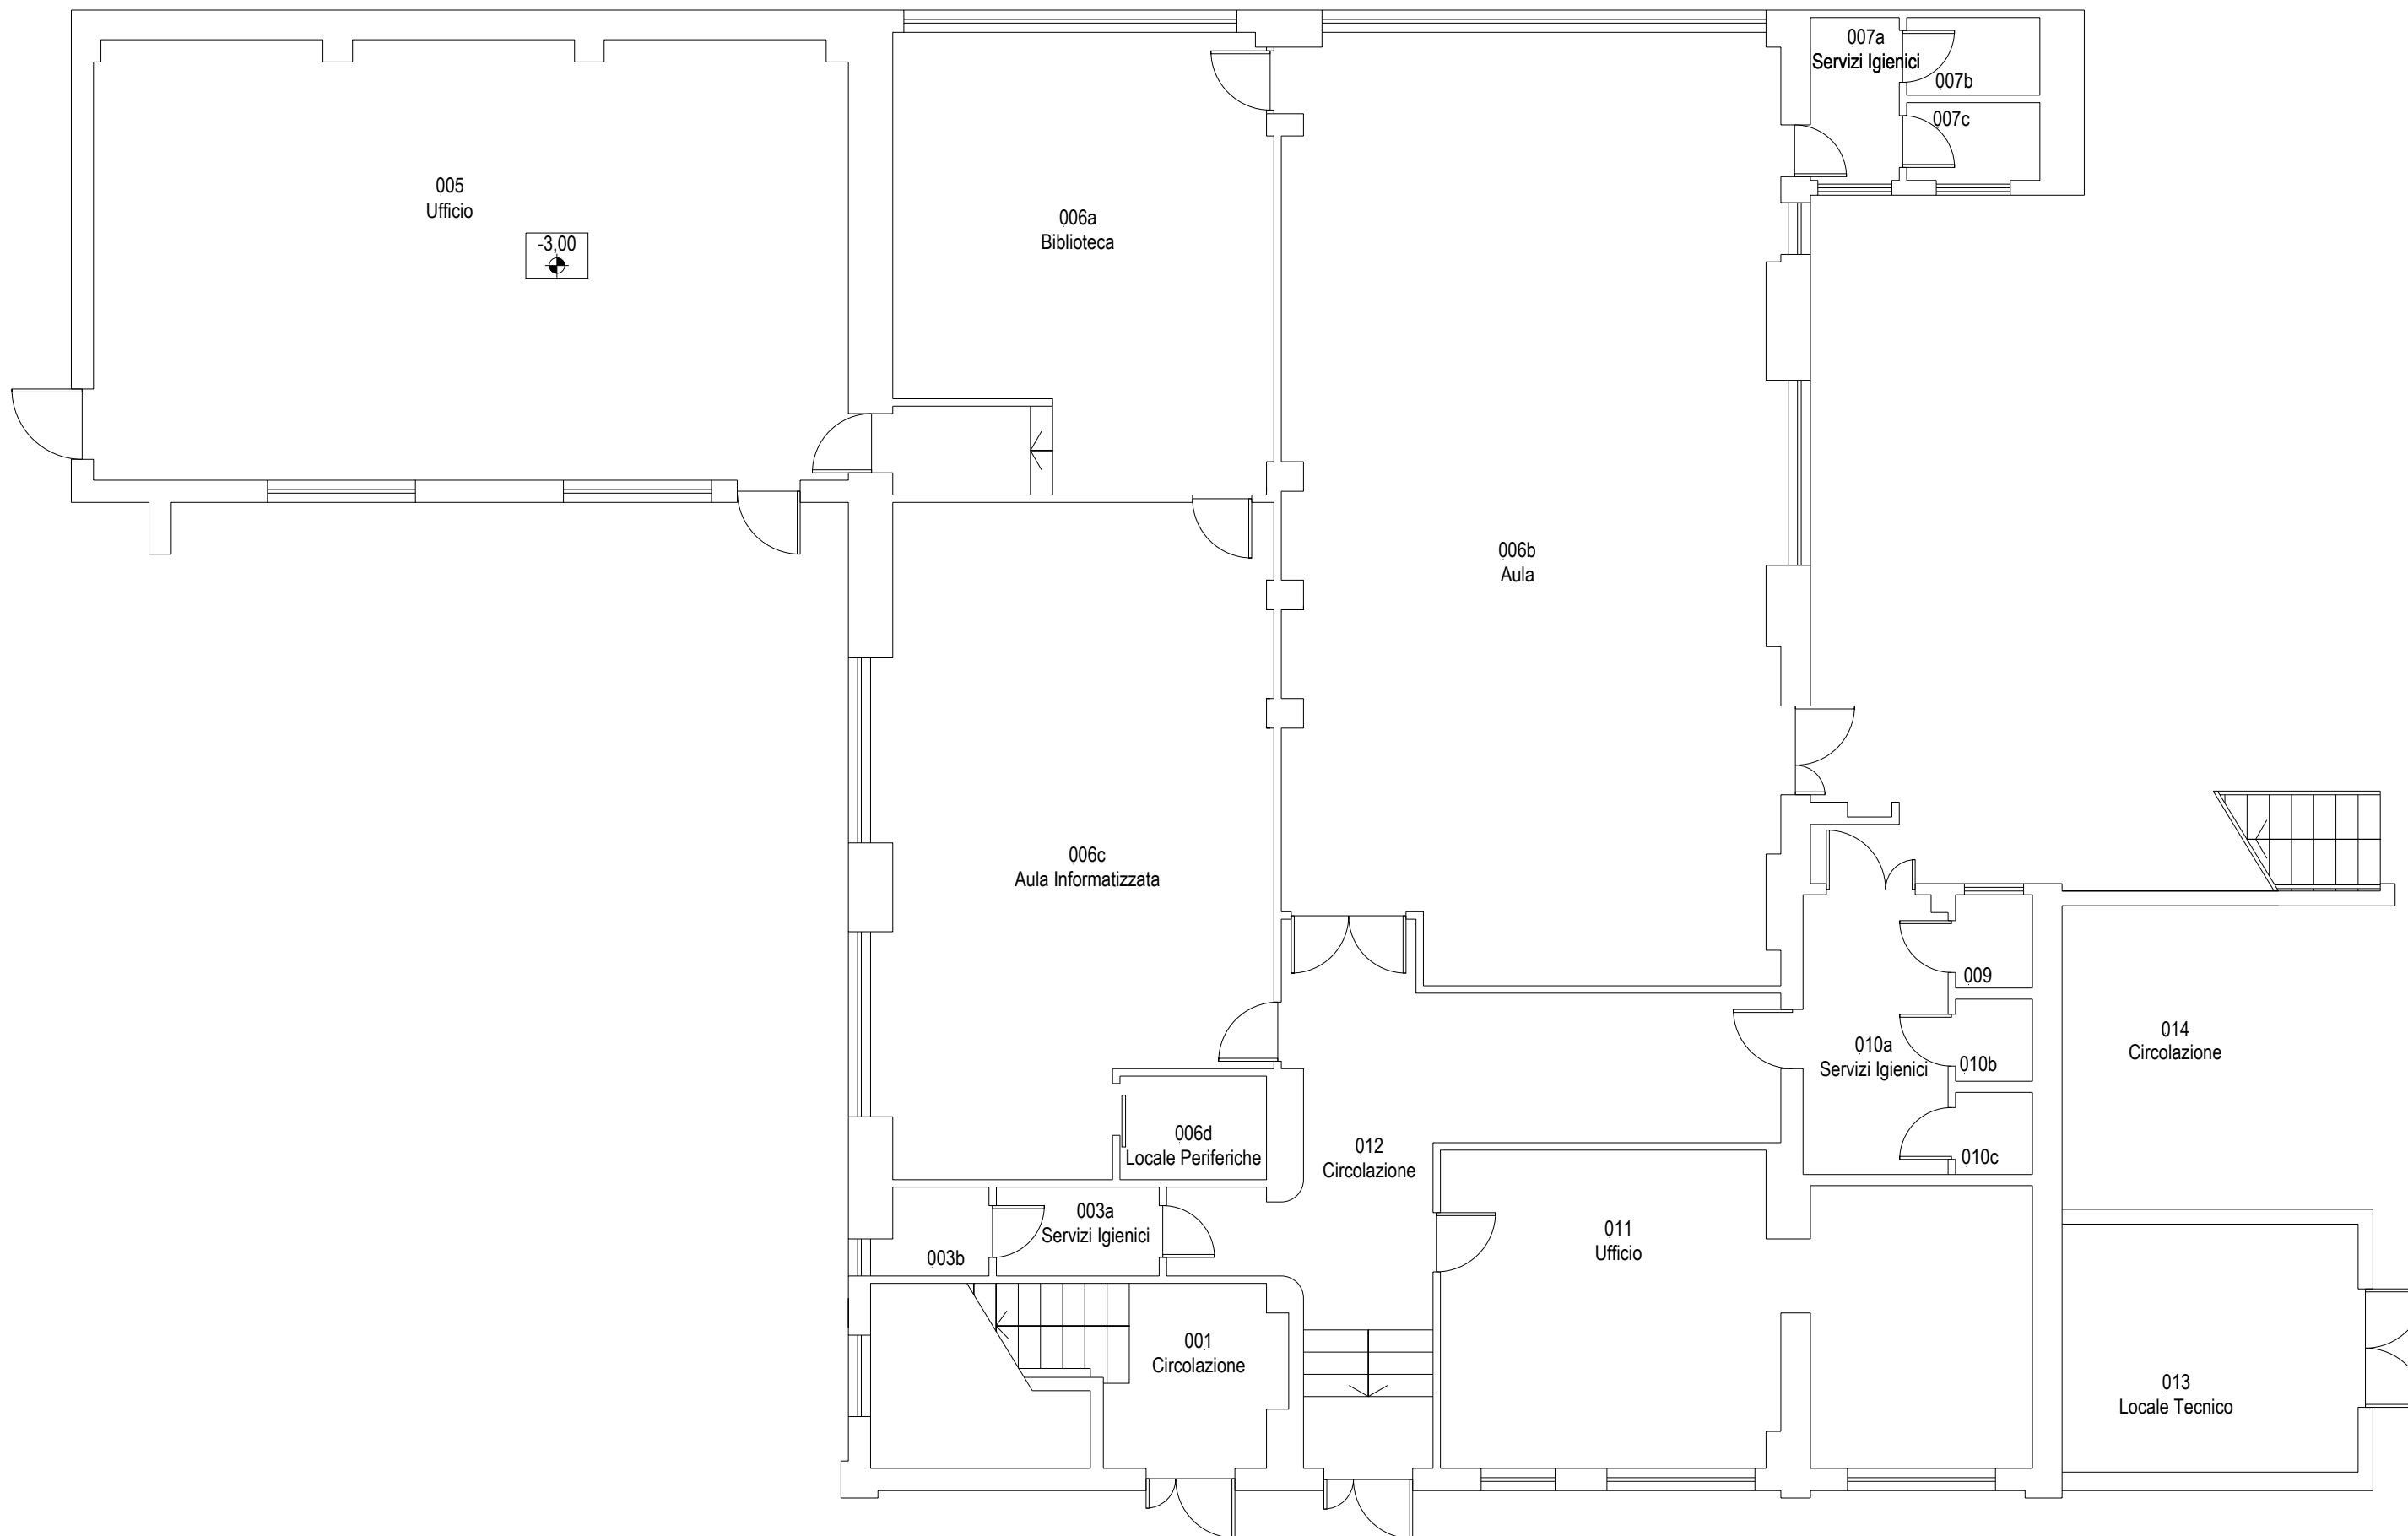 007a
Servizi Igienici
007b
007c
005
Ufficio
-3,00
006a
Biblioteca
006b
Aula
006c
Aula Informatizzata
009
014
Circolazione
010a
Servizi Igienici
010b
006d
Locale Periferiche
012
Circolazione
010c
003a
Servizi Igienici
003b
011
Ufficio
001
Circolazione
013
Locale Tecnico